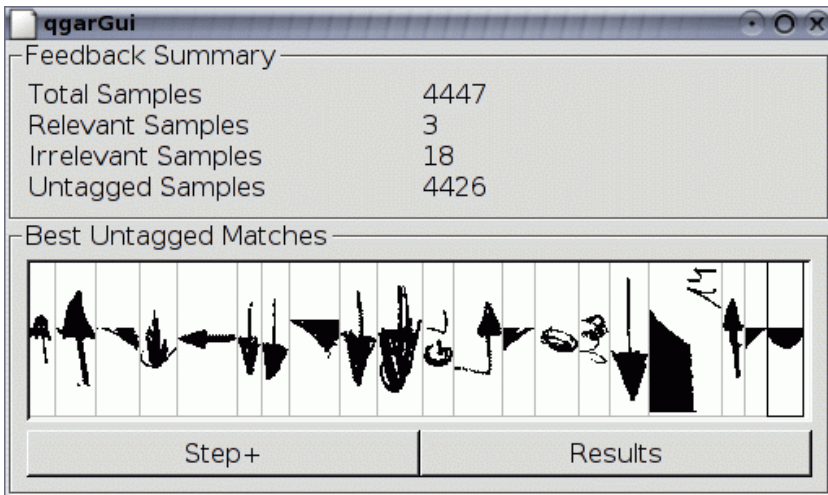 qgarGui
Feedback Summary
Total Samples 4447
Relevant Samples 3
Irrelevant Samples 18
Untagged Samples 4426
Best Untagged Matches
Step+ Results